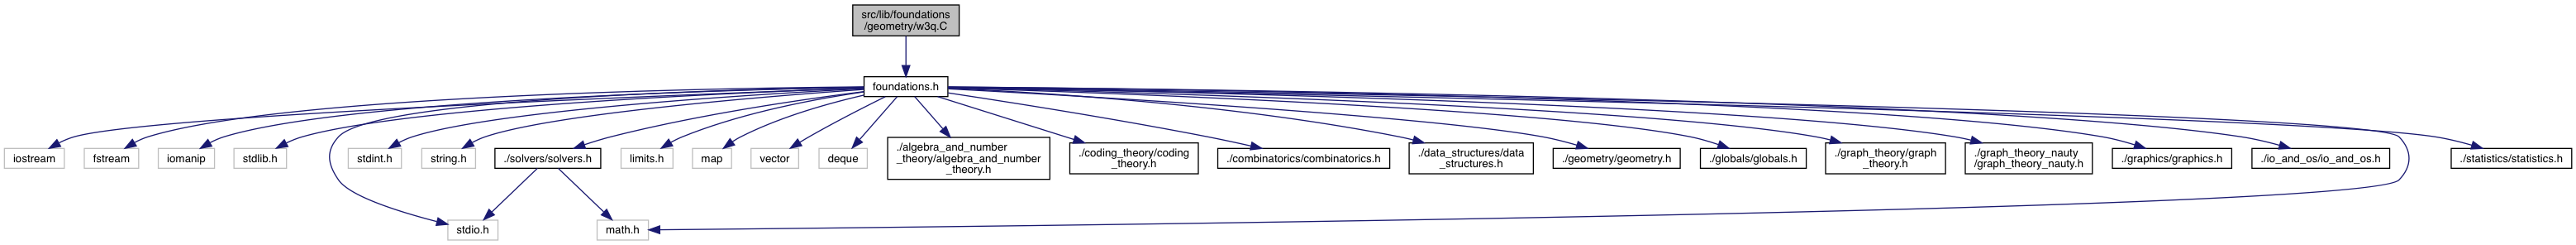 src/lib/foundations
/geometry/w3q.C
foundations.h
iostream
fstream
iomanip
stdlib.h
stdint.h
string.h
./solvers/solvers.h
limits.h
map
vector
deque
./algebra_and_number
_theory/algebra_and_number
_theory.h
./coding_theory/coding
_theory.h
./combinatorics/combinatorics.h
./data_structures/data
_structures.h
./geometry/geometry.h
./globals/globals.h
./graph_theory/graph
_theory.h
./graph_theory_nauty
/graph_theory_nauty.h
./graphics/graphics.h
./io_and_os/io_and_os.h
./statistics/statistics.h
stdio.h
math.h